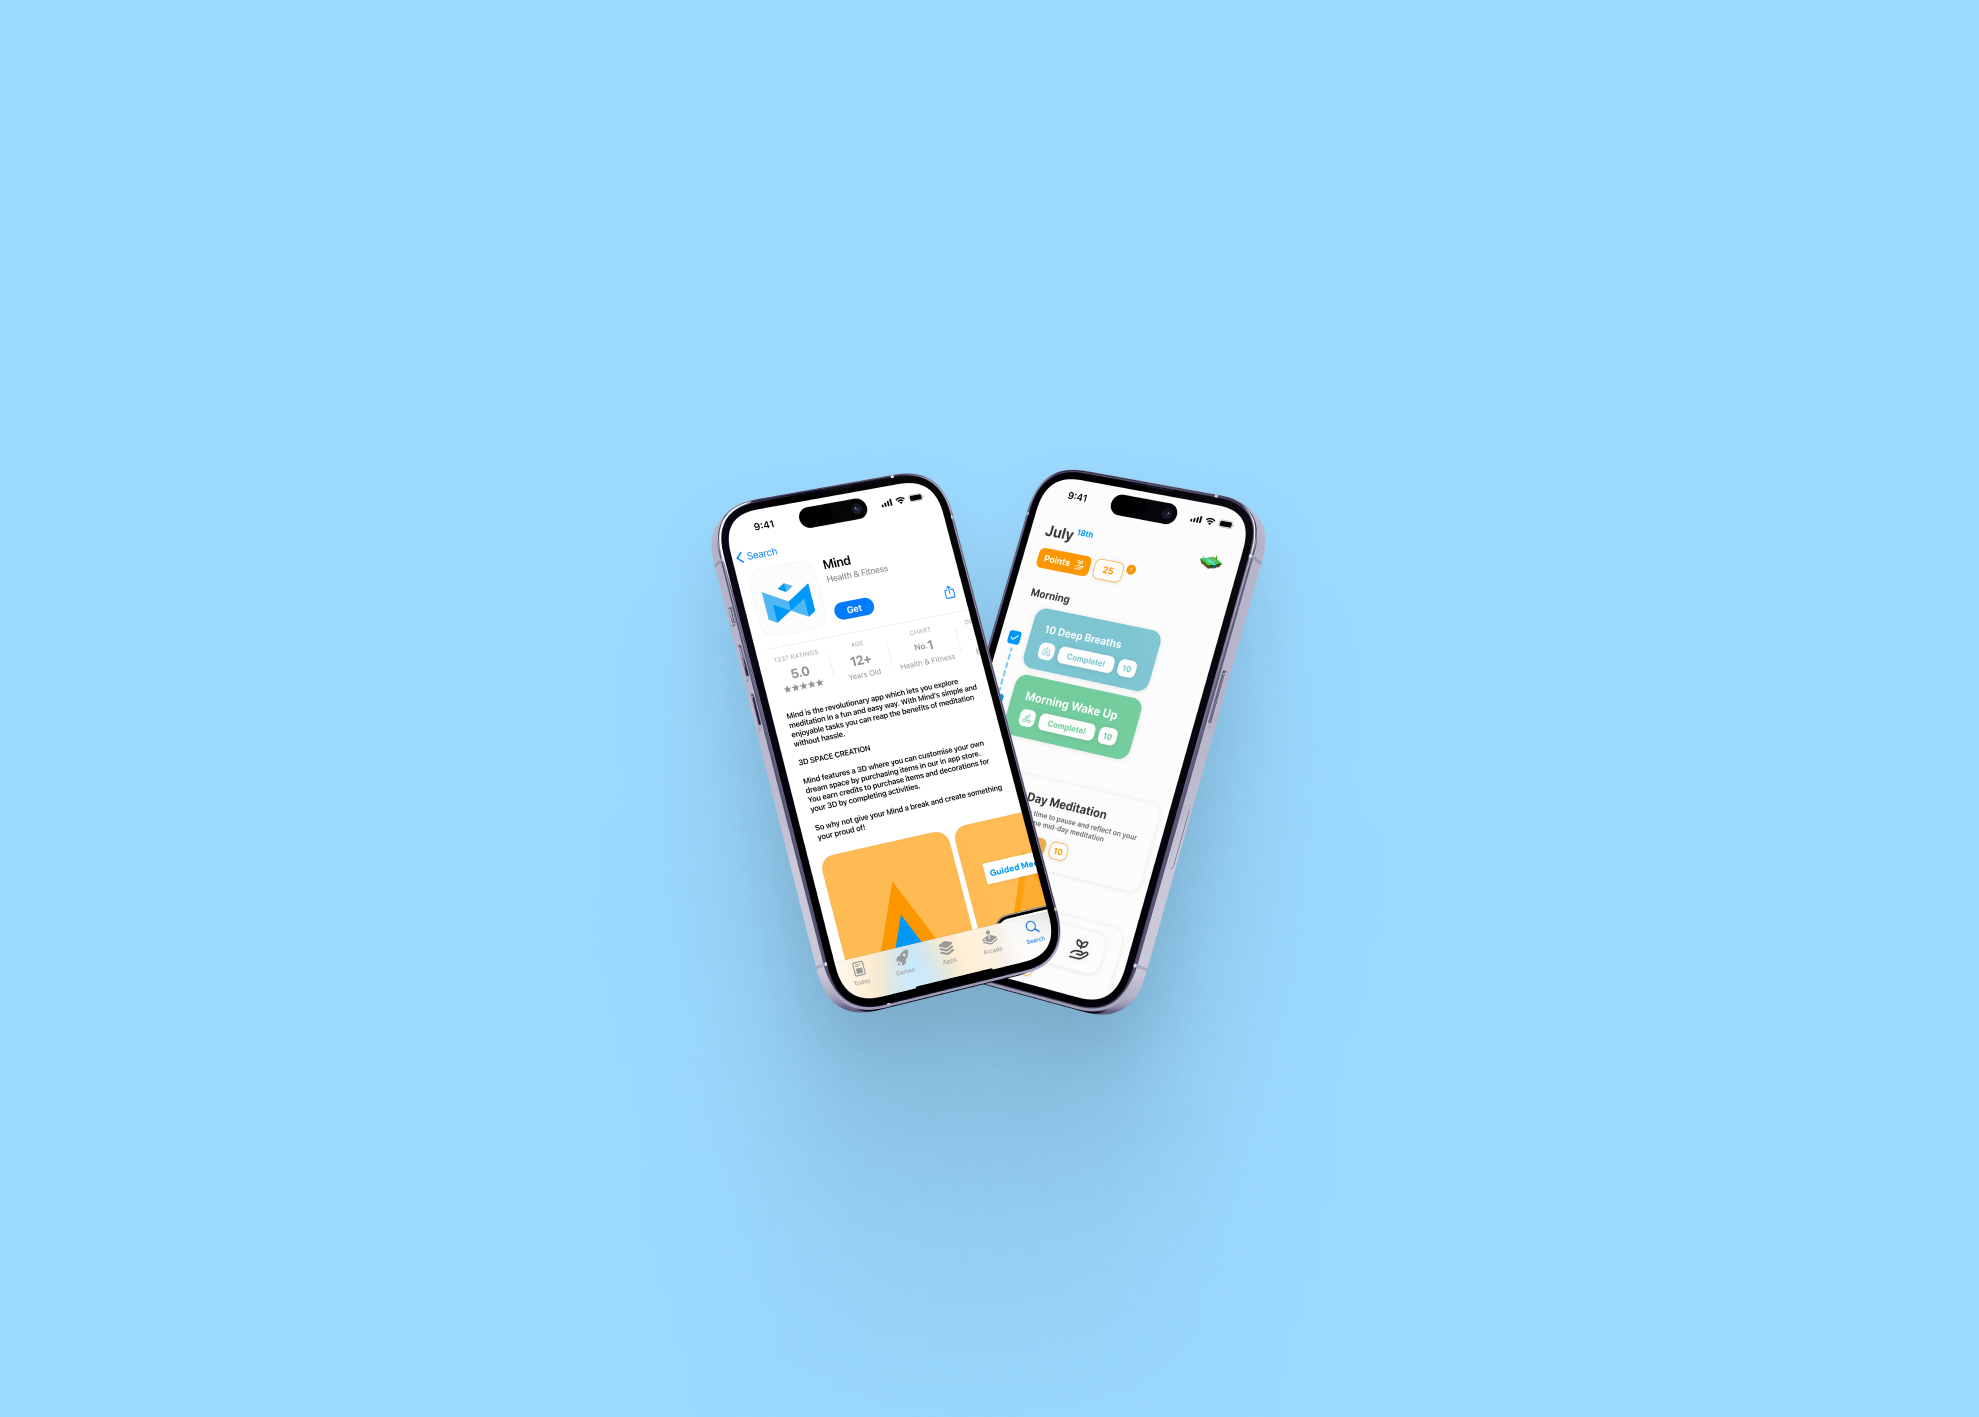 9:41
Search
Mind
Health & Fitness
Get
1337 RATINGS
5.0
AGE
12+
Years Old
CHART
No.1
Health & Fitness
Mind is the revolutionary app which lets you explore
meditation in a fun and easy way. With Mind's simple and
enjoyable tasks you can reap the benefits of meditation
without hassle.
3D SPACE CREATION
Mind features a 3D where you can customise your own
dream space by purchasing items in our in app store.
You earn credits to purchase items and decorations for
your 3D by completing activities.
So why not give your Mind a break and create something
your proud of!
Guided
Today
Games
Apps
Arcade
Search
9:41
July 18th
Points
25
Morning
10 Deep Breaths
Complete!
10
Morning Wake Up
Complete!
10
Day Meditation
time to pause and reflect on your
mid-day meditation
10